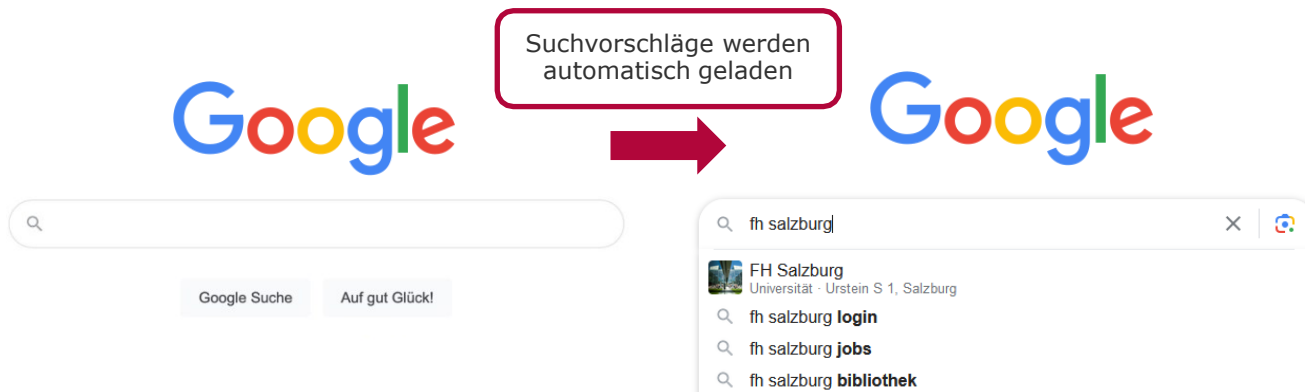 Suchvorschläge werden
automatisch geladen
Google
Google Suche
Auf gut Glück!
Google
fh salzburg
FH Salzburg
Universität · Urstein S 1, Salzburg
fh salzburg login
fh salzburg jobs
fh salzburg bibliothek